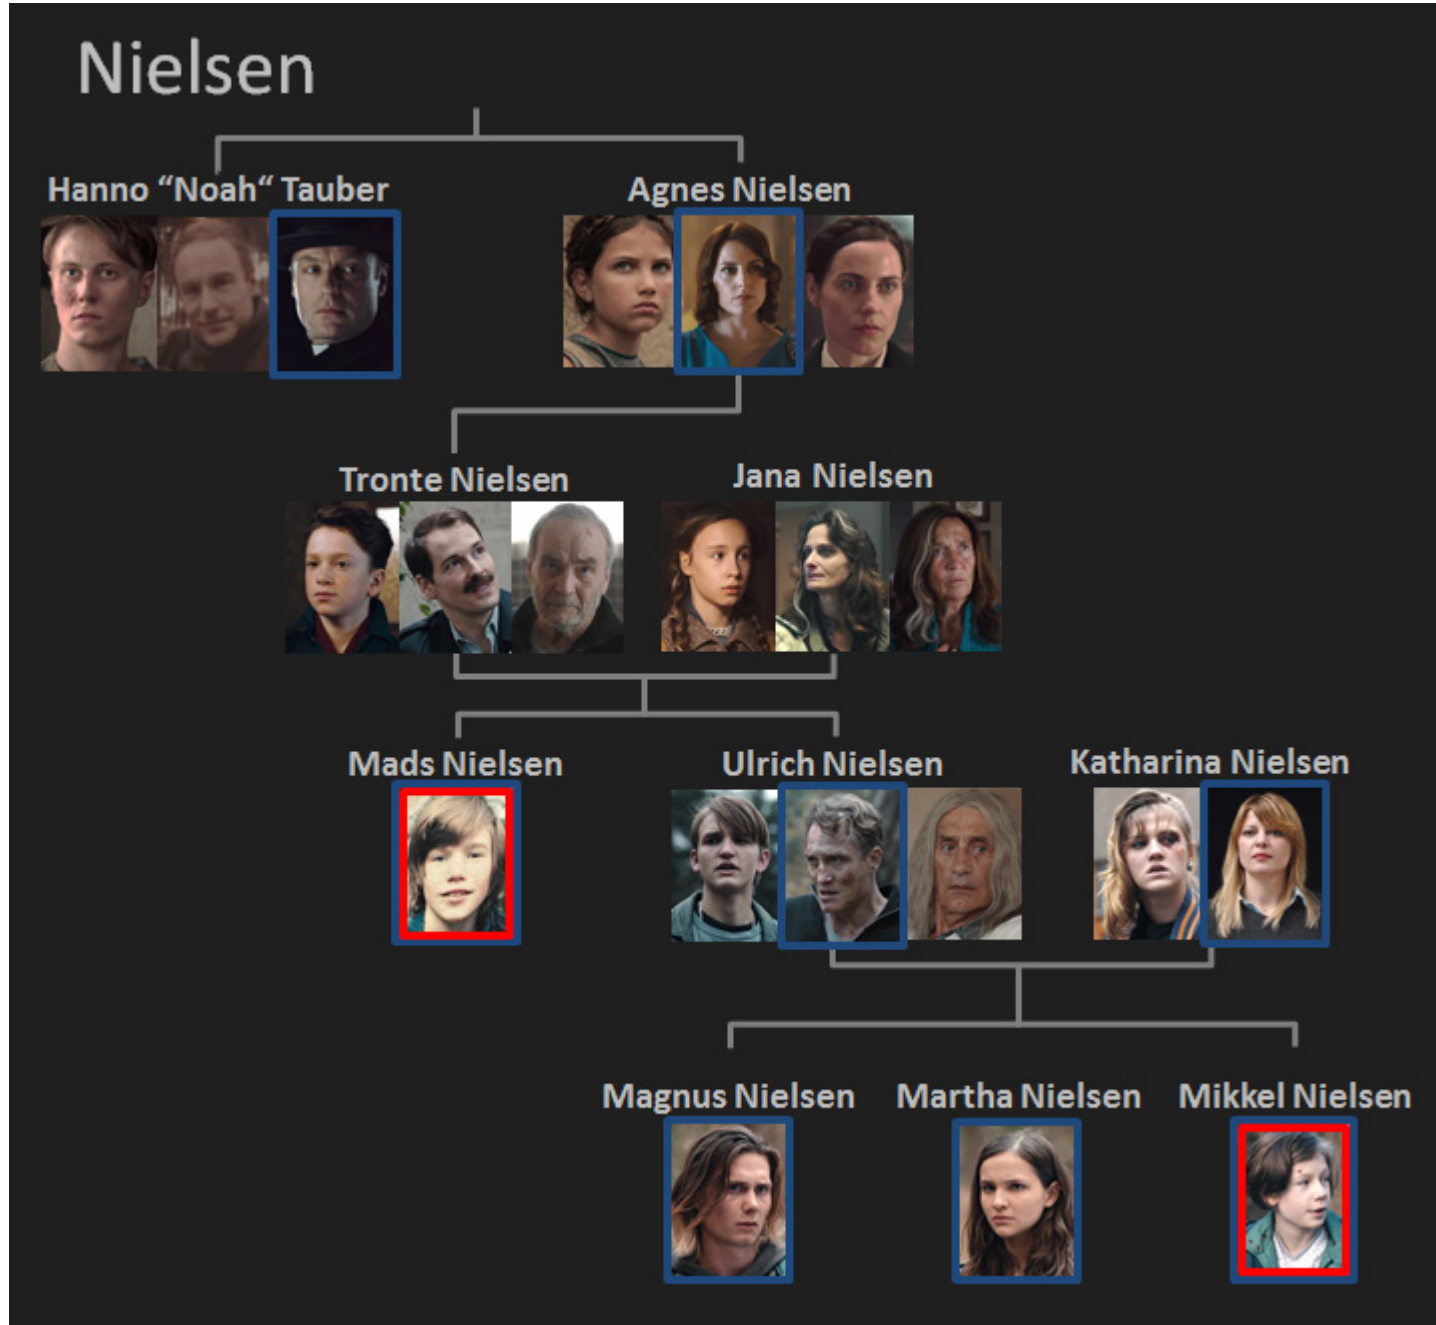 Nielsen
Hanno “Noah“ Tauber
Agnes Nielsen
Tronte Nielsen
Jana Nielsen
Mads Nielsen
Ulrich Nielsen
Katharina Nielsen
Magnus Nielsen
Martha Nielsen
Mikkel Nielsen